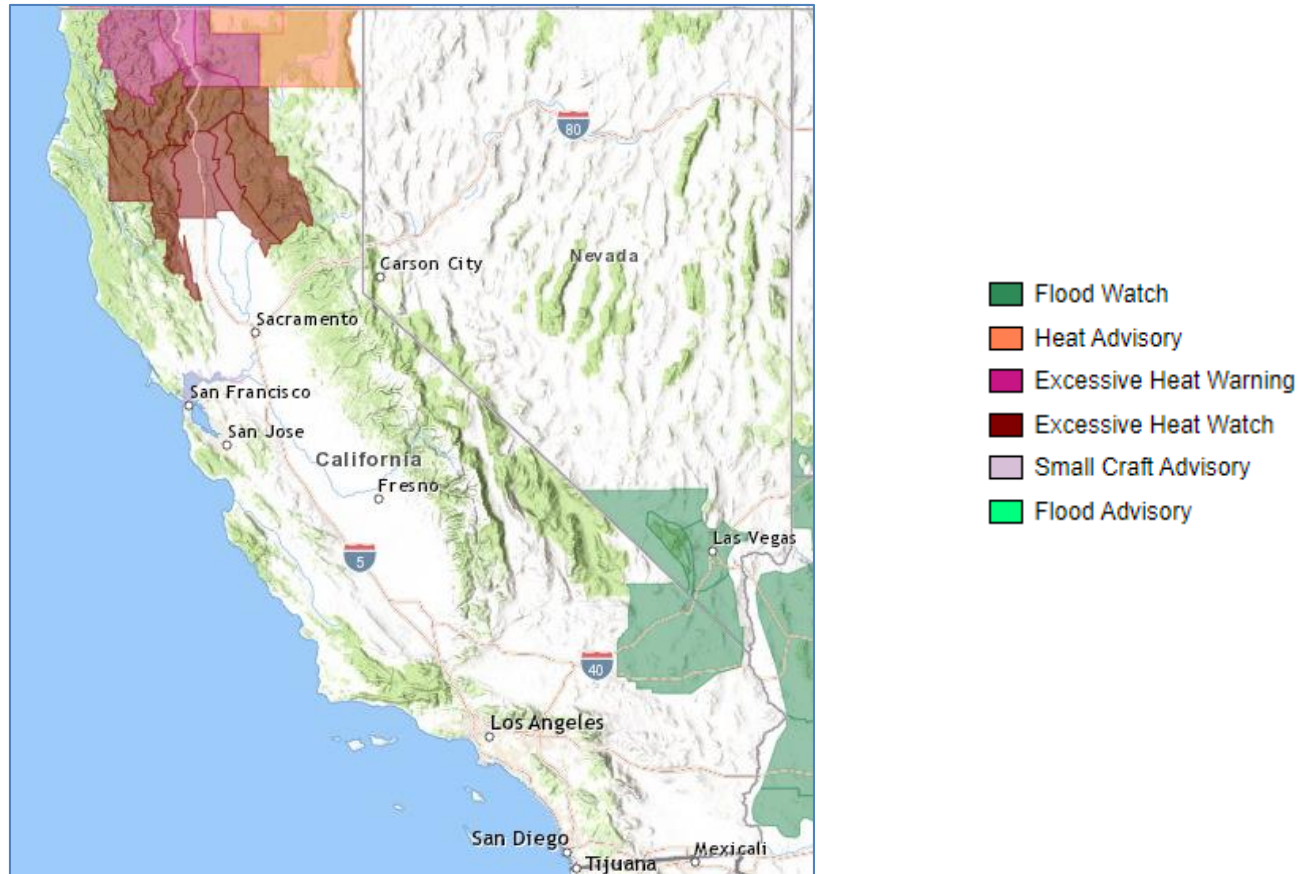 80
Carson City
Nevada
Sacramento
San Francisco
San Jose
California
Fresno
Las Vegas
5
40
Los Angeles
San Diego
Mexicali
Tijuana
Flood Watch
Heat Advisory
Excessive Heat Warning
Excessive Heat Watch
Small Craft Advisory
Flood Advisory